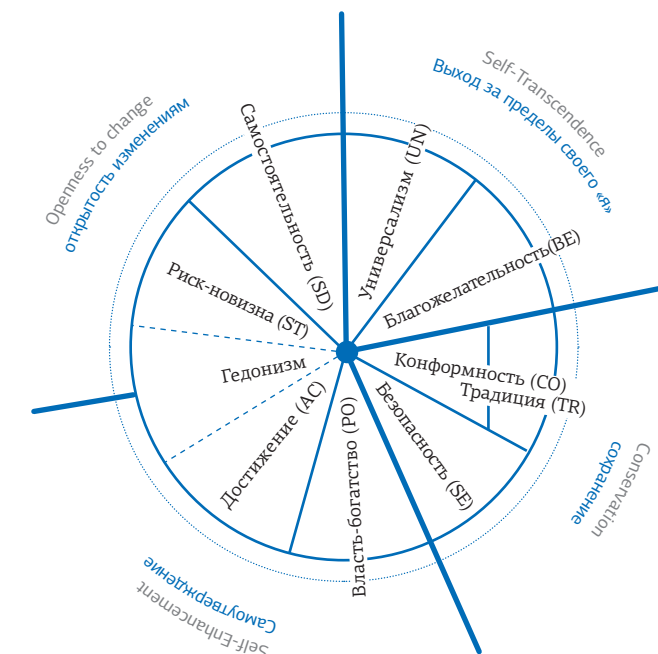 Openness to change
открытость изменениям
Self-Transcendence
Выход за пределы своего «я»
Самостоятельность (SD)
Универсализм (UN)
Благожелательность(BE)
Риск-новизна (ST)
Гедонизм
Конформность (CO)
Традиция (TR)
Достижение (AC)
Власть-богатство (PO)
Безопасность (SE)
Conservation
сохранение
Самоутверждение
Self-Enhancement